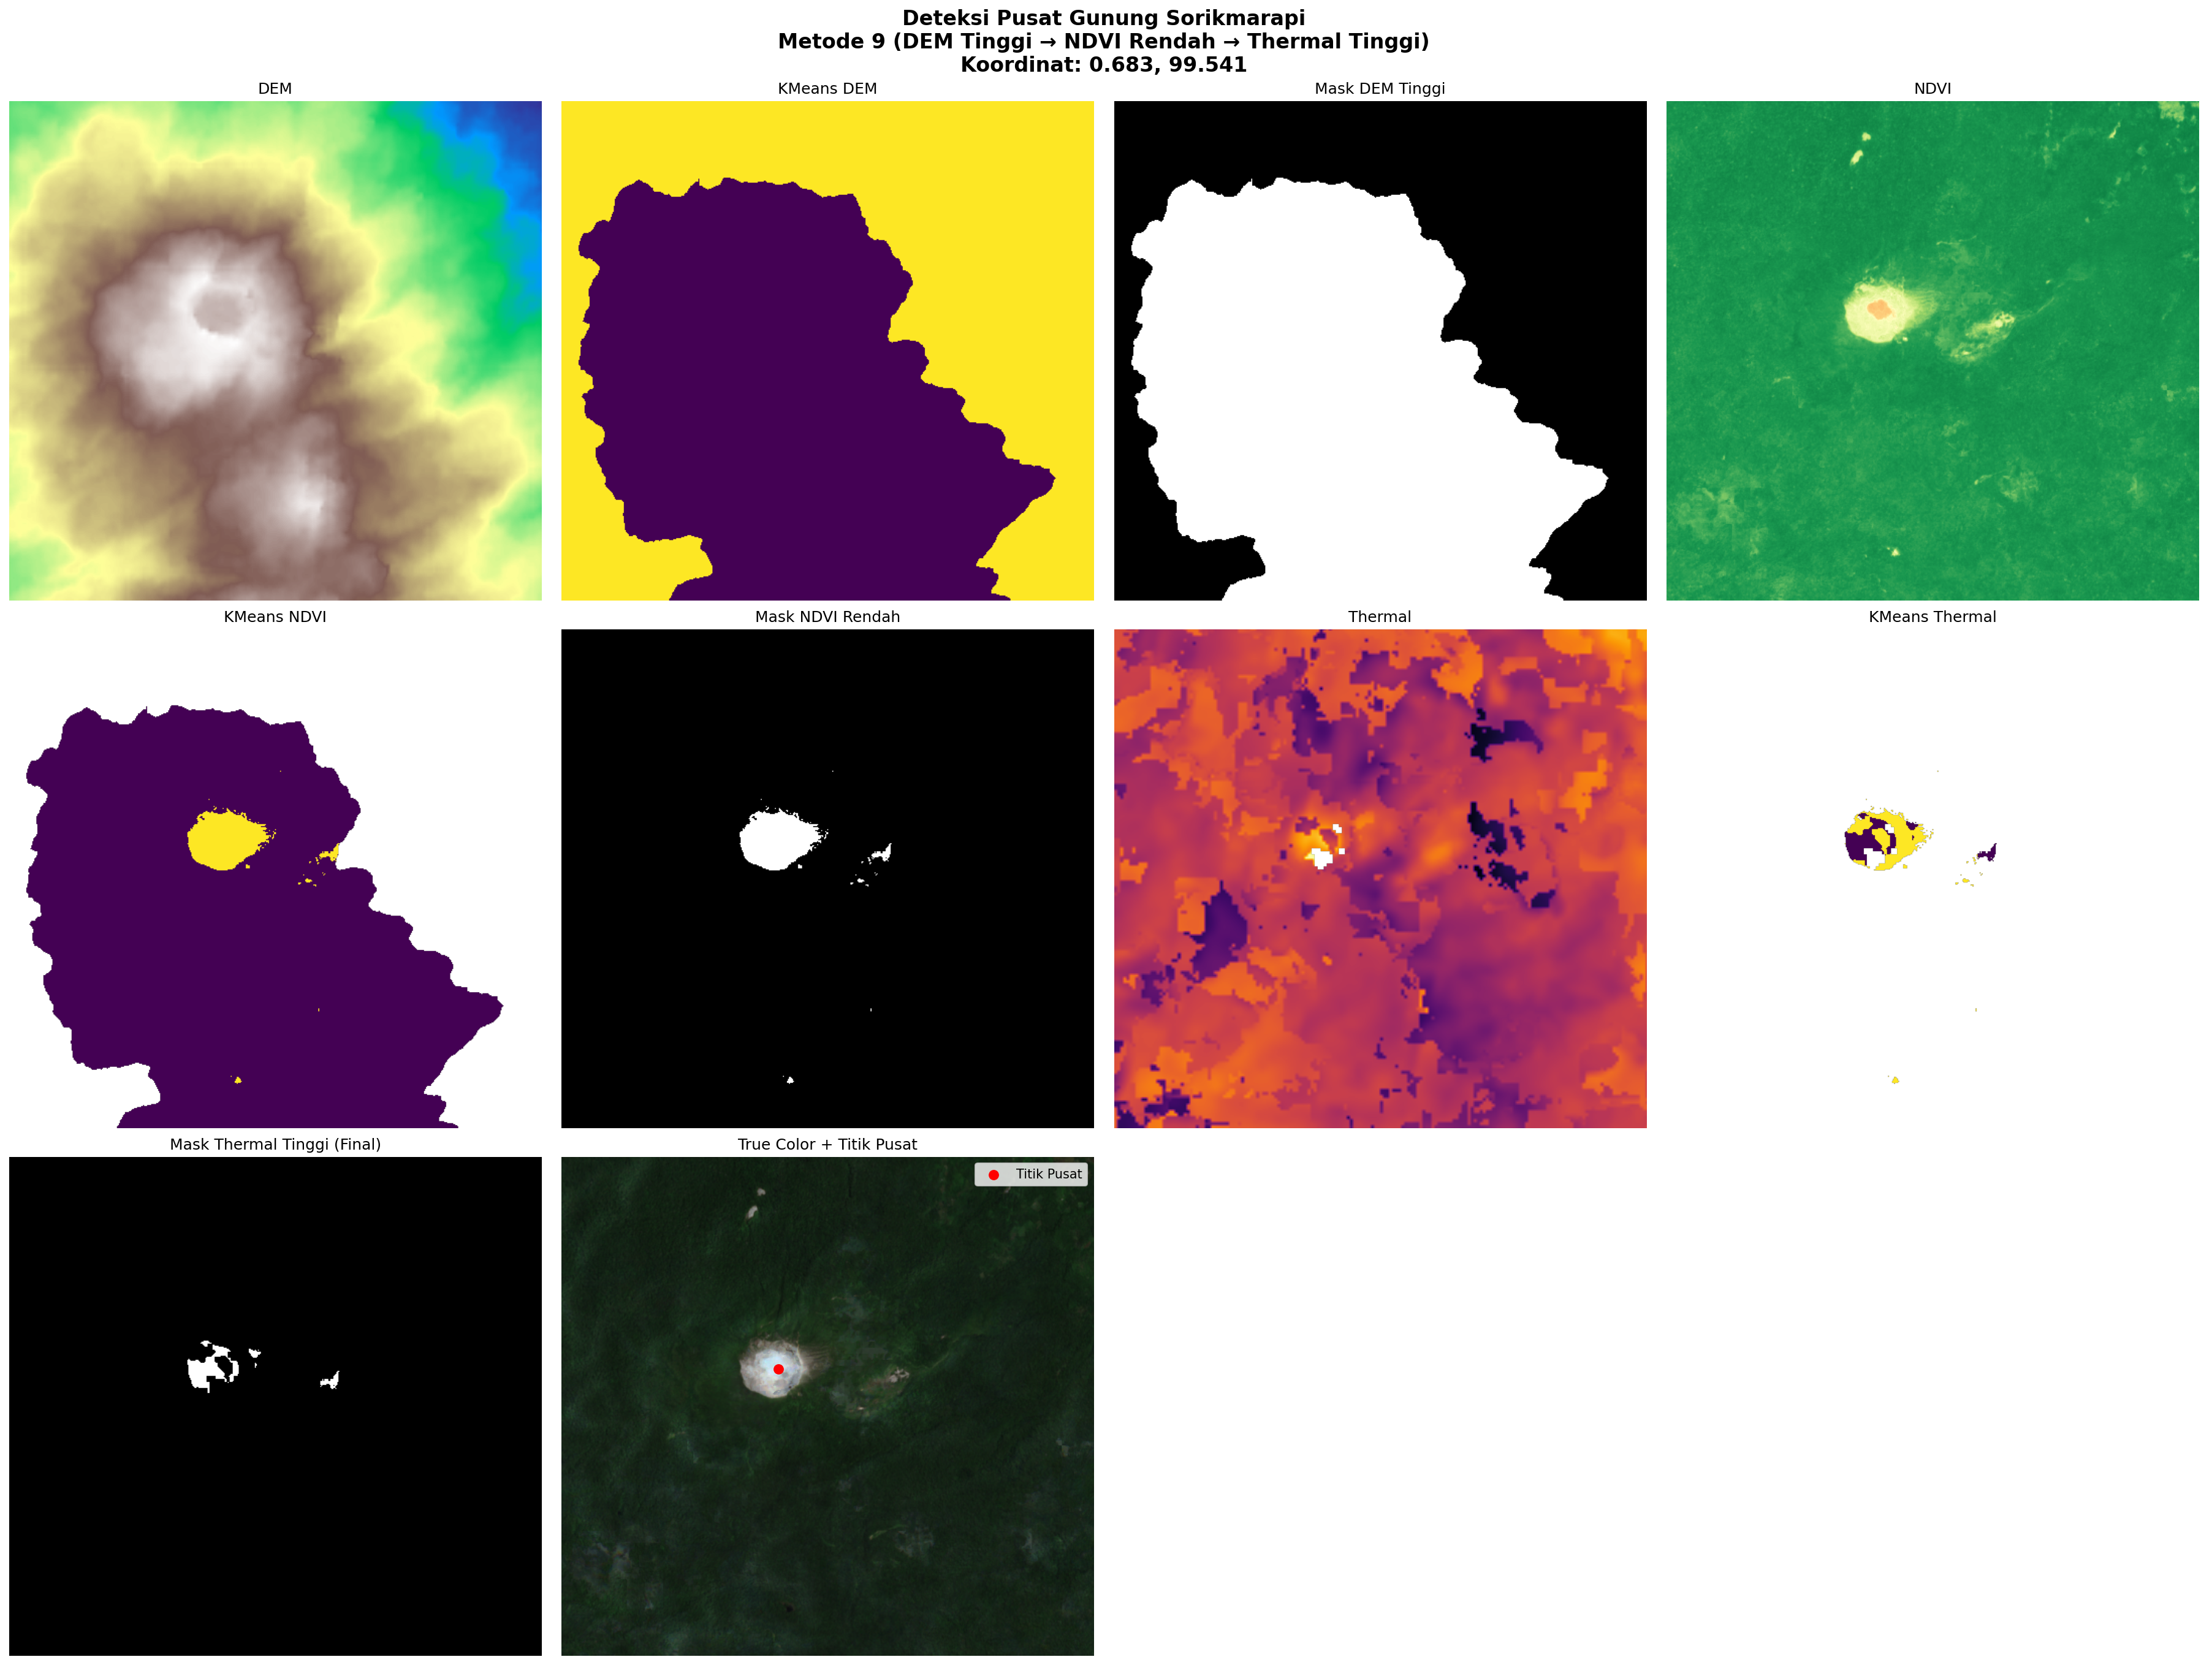 Deteksi Pusat Gunung Sorikmarapi
Metode 9 (DEM Tinggi → NDVI Rendah → Thermal Tinggi)
Koordinat: 0.683, 99.541
DEM
KMeans DEM
Mask DEM Tinggi
NDVI
KMeans NDVI
Mask NDVI Rendah
Thermal
KMeans Thermal
Mask Thermal Tinggi (Final)
True Color + Titik Pusat
Titik Pusat